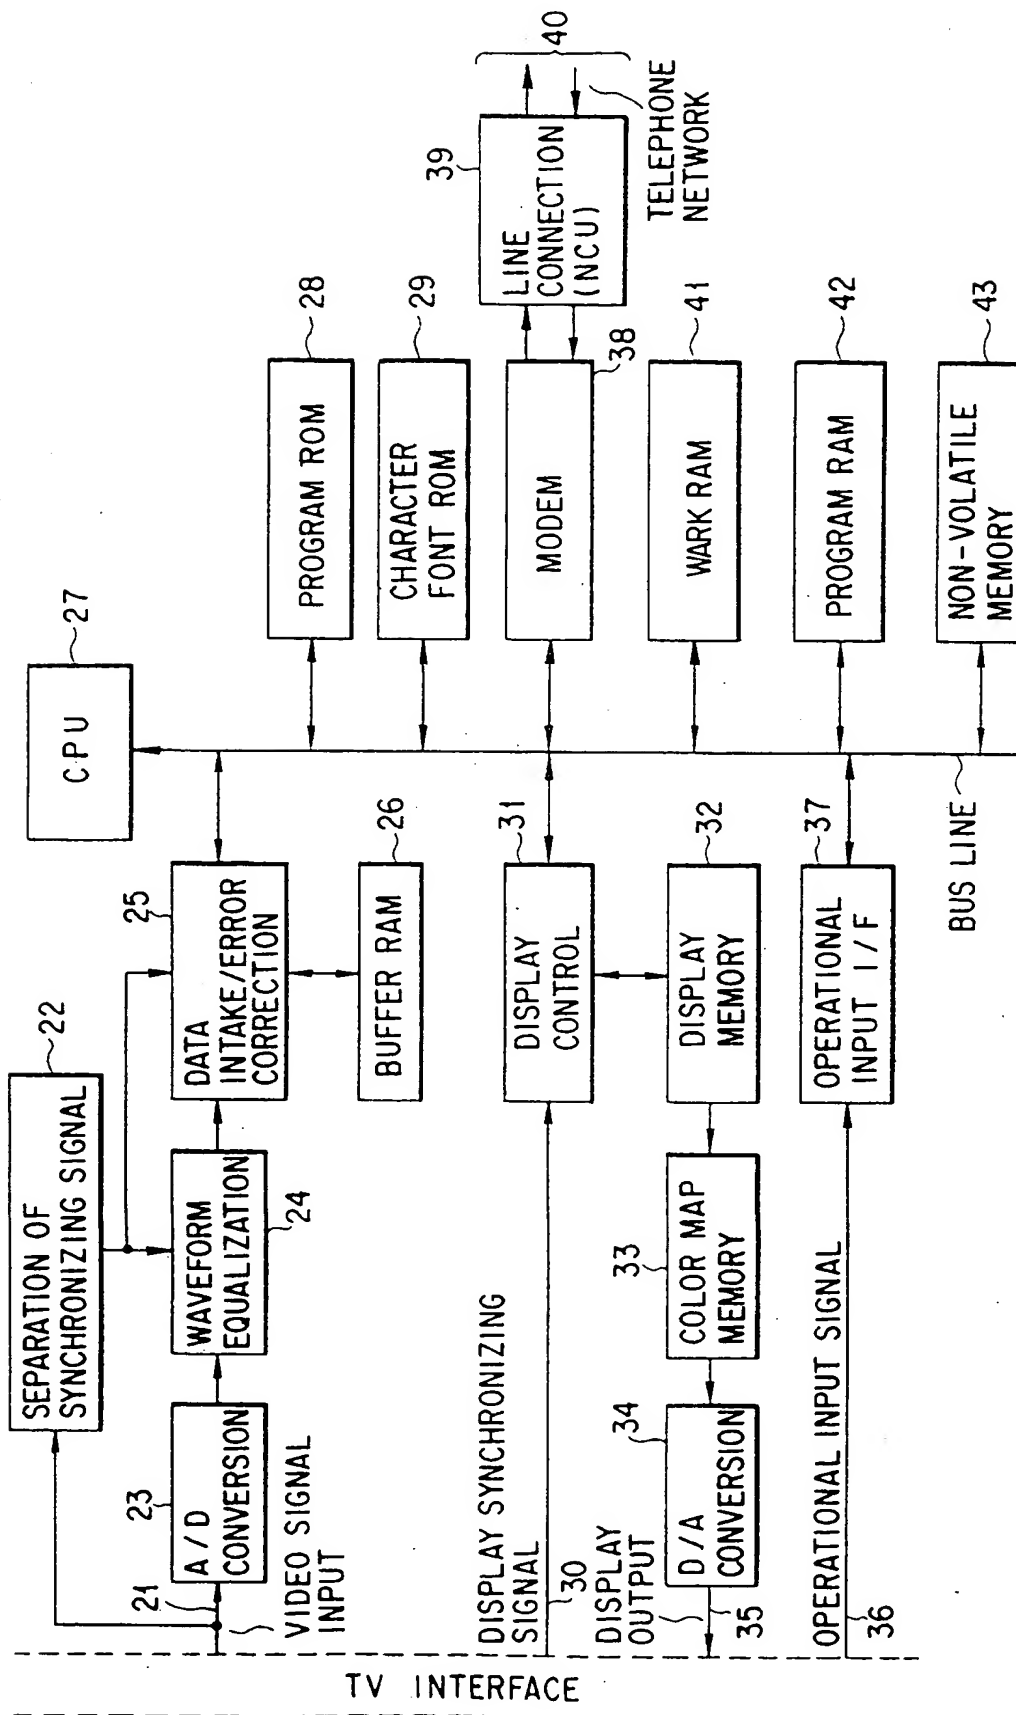 27
CPU
22
SEPARATION OF
SYNCHRONIZING SIGNAL
25
DATA
INTAKE/ERROR
CORRECTION
26
BUFFER RAM
24
WAVEFORM
EQUALIZATION
23
A/D
CONVERSION
21
VIDEO SIGNAL
INPUT
28
PROGRAM ROM
29
CHARACTER
FONT ROM
38
MODEM
39
LINE
CONNECTION
(NCU)
40
TELEPHONE
NETWORK
41
WARK RAM
42
PROGRAM RAM
43
NON-VOLATILE
MEMORY
31
DISPLAY
CONTROL
32
DISPLAY
MEMORY
33
COLOR MAP
MEMORY
34
D/A
CONVERSION
DISPLAY SYNCHRONIZING
SIGNAL
30
DISPLAY
OUTPUT
35
37
OPERATIONAL
INPUT I/F
OPERATIONAL INPUT SIGNAL
36
BUS LINE
TV INTERFACE